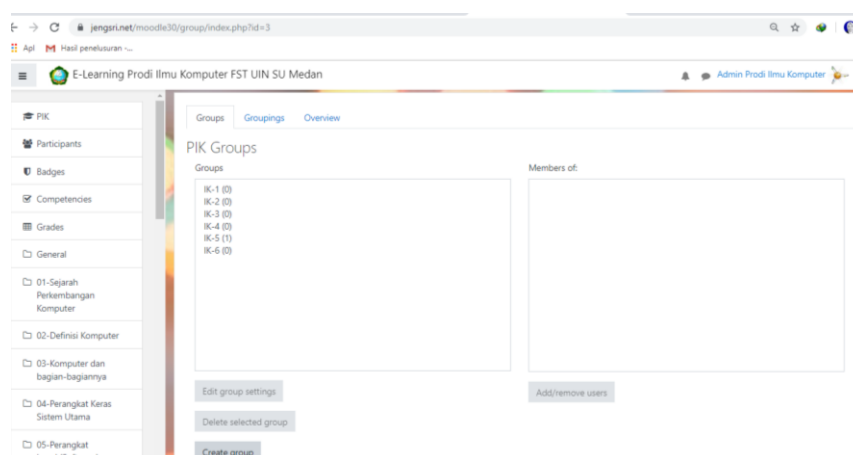 jengsri.net/moodle30/group/index.php?id=3
Apl
Hasil penelusuran -...
E-Learning Prodi Ilmu Komputer FST UIN SU Medan
Admin Prodi Ilmu Komputer
PIK
Participants
Badges
Competencies
Grades
General
01-Sejarah
Perkembangan
Komputer
02-Definisi Komputer
03-Komputer dan
bagian-bagiannya
04-Perangkat Keras
Sistem Utama
05-Perangkat
Groups
Groupings
Overview
PIK Groups
Groups
IK-1 (0)
IK-2 (0)
IK-3 (0)
IK-4 (0)
IK-5 (1)
IK-6 (0)
Edit group settings
Delete selected group
Create group
Members of:
Add/remove users